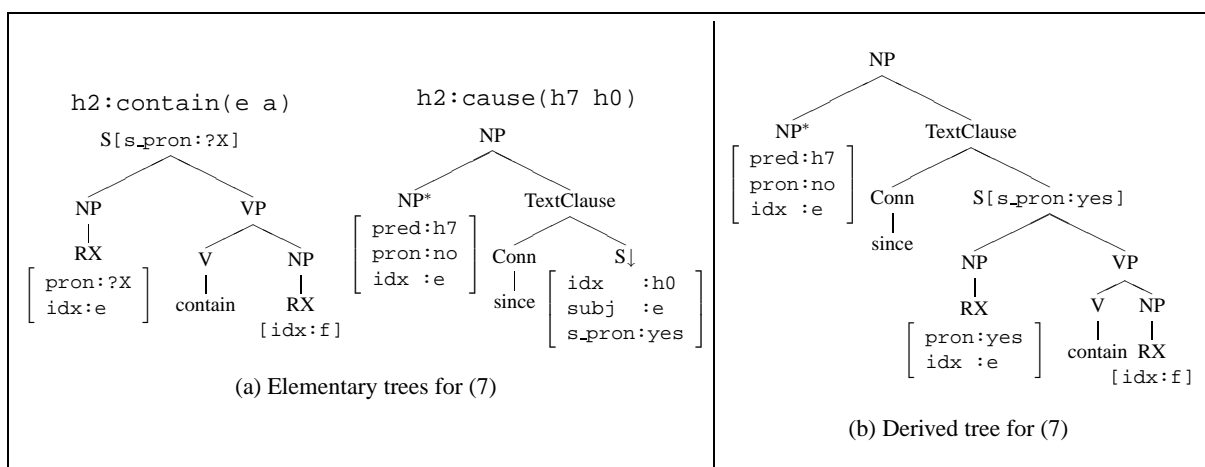 h2:contain(e a)
S[s_pron:?X]
NP VP
RX V NP
pron:?X
idx:e
contain RX
[idx:f]
h2:cause(h7 h0)
NP
NP* TextClause
pred:h7
pron:no
idx :e
Conn S↓
since
idx :h0
subj :e
s_pron:yes
(a) Elementary trees for (7)
NP
NP* TextClause
pred:h7
pron:no
idx :e
Conn S[s_pron:yes]
since NP VP
RX V NP
pron:yes
idx :e
contain RX
[idx:f]
(b) Derived tree for (7)